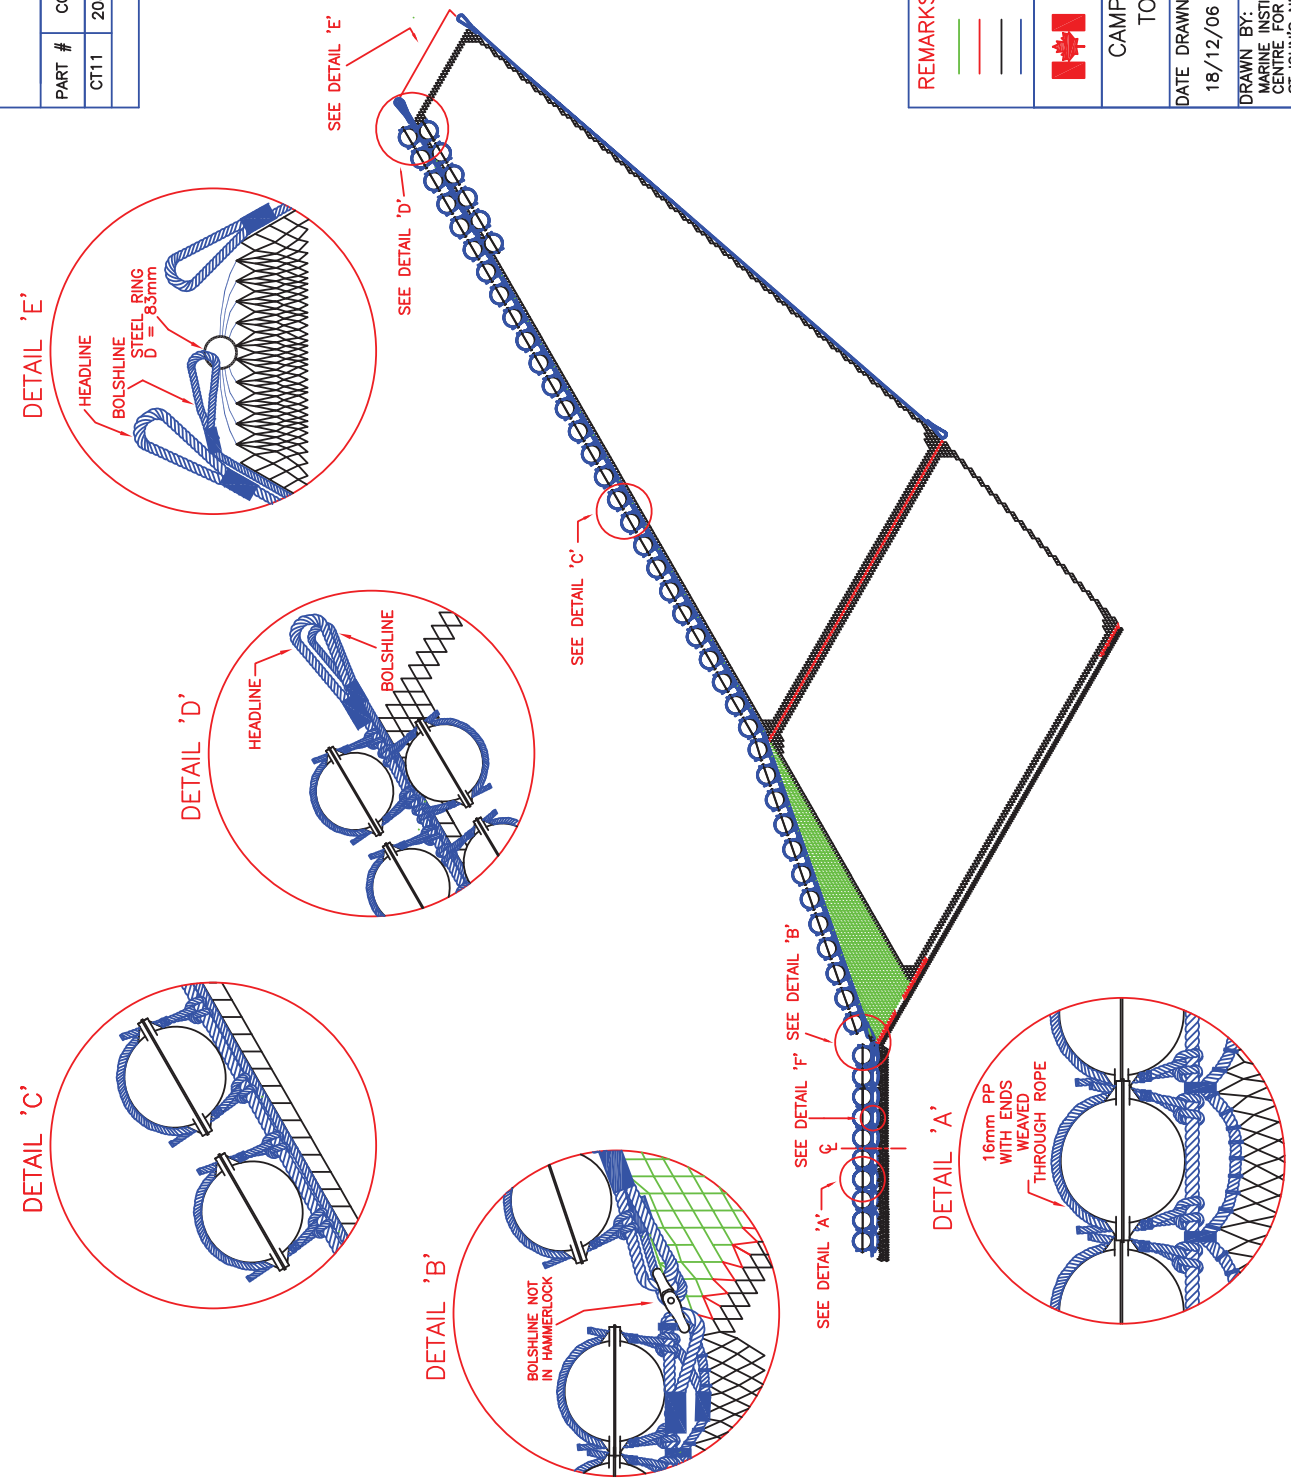 PART #
CT11
20
DETAIL 'E'
HEADLINE
BOLSHLINE
STEEL RING
D = 83mm
SEE DETAIL 'E'
SEE DETAIL 'D'
REMARKS
CAMP
TO
DATE DRAWN
18/12/06
DRAWN BY:
MARINE INSTI
CENTRE FOR
DETAIL 'D'
HEADLINE
BOLSHLINE
SEE DETAIL 'C'
DETAIL 'C'
DETAIL 'B'
BOLSHLINE NOT
IN HAMMERLOCK
SEE DETAIL 'B'
SEE DETAIL 'F'
SEE DETAIL 'A'
DETAIL 'A'
16mm PP
WITH ENDS
WEAVED
THROUGH ROPE